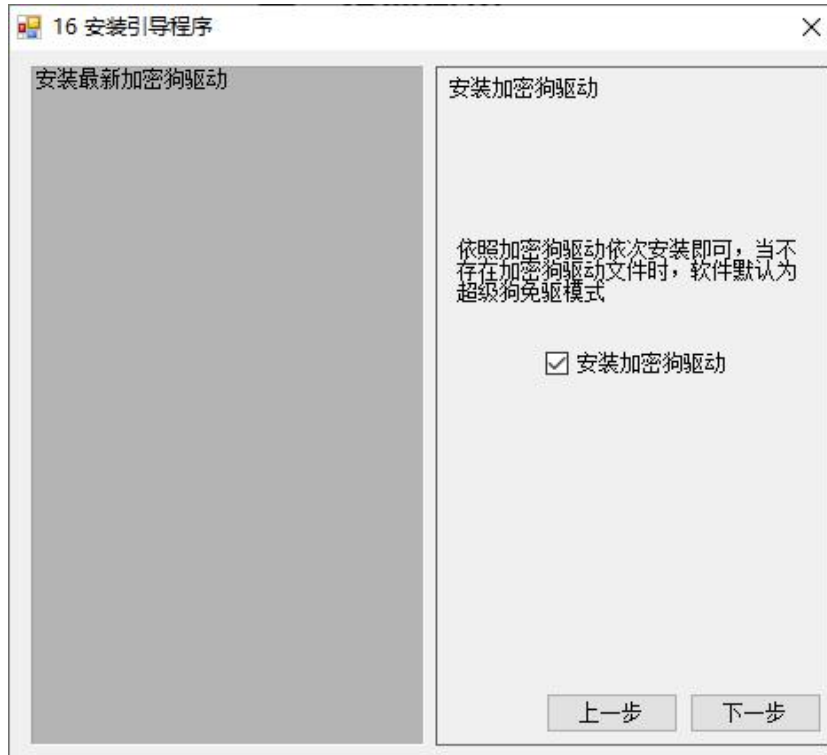 16 安装引导程序
安装最新加密狗驱动
安装加密狗驱动
依照加密狗驱动依次安装即可，当不
存在加密狗驱动文件时，软件默认为
超级狗免驱模式
安装加密狗驱动
上一步
下一步